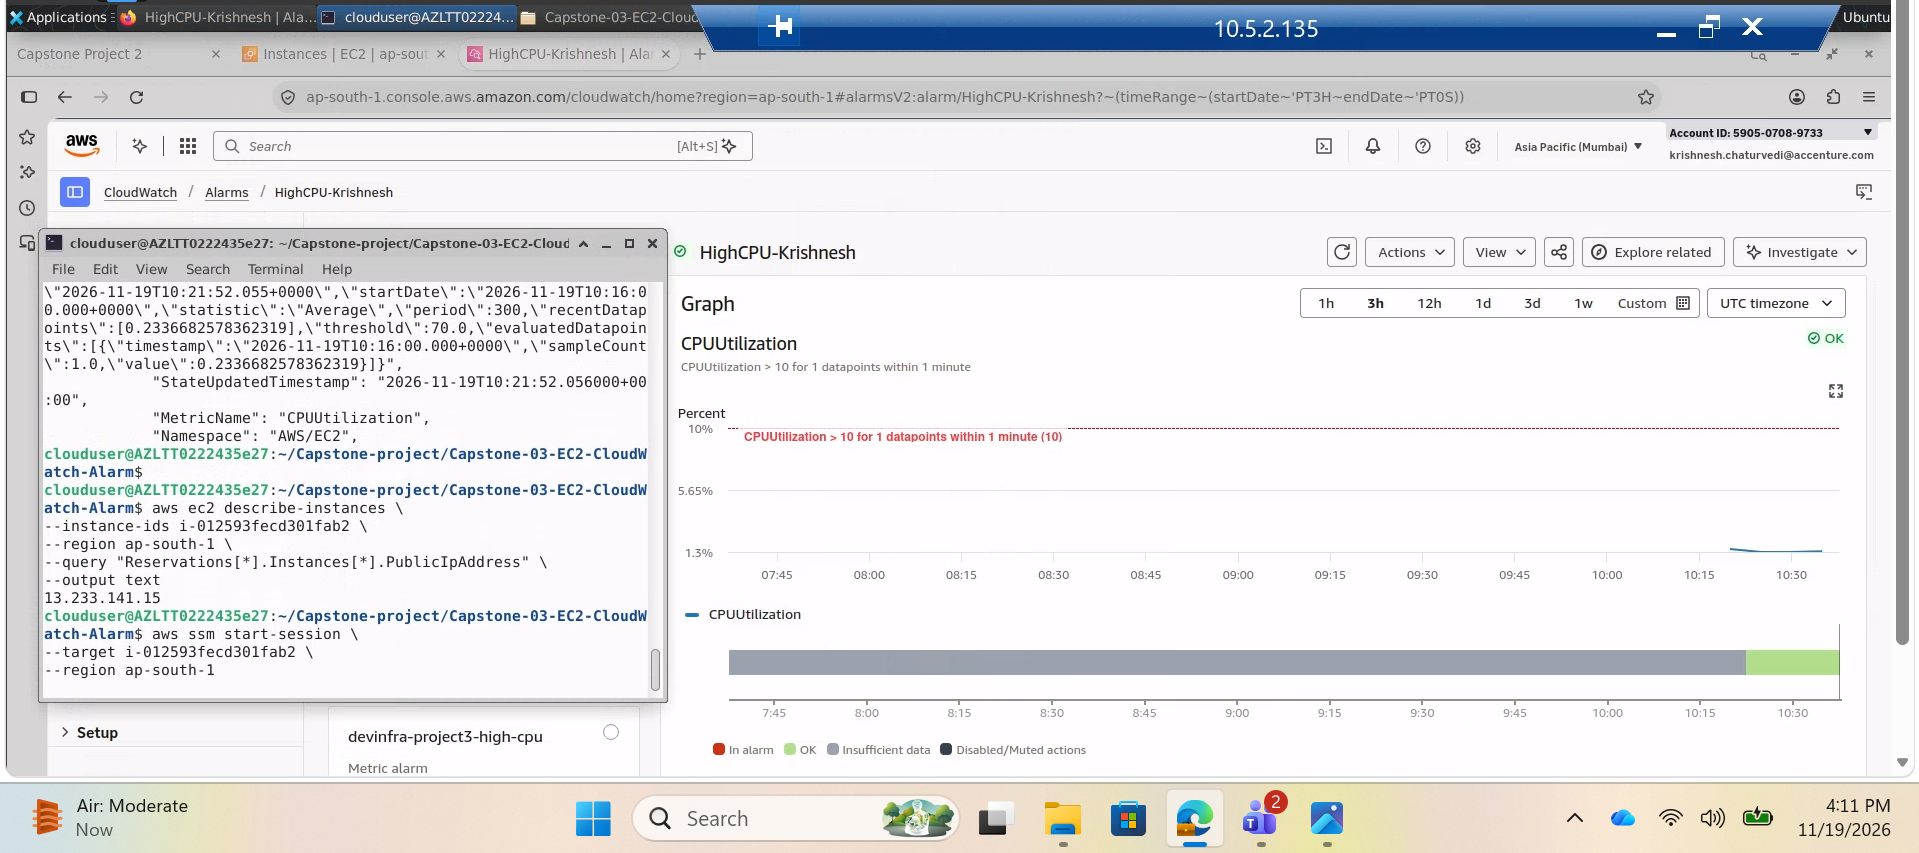 Applications
HighCPU-Krishnesh | Ala...
clouduser@AZLTT02224...
Capstone-03-EC2-Clou
10.5.2.135
Ubuntu
Capstone Project 2
Instances | EC2 | ap-sout
HighCPU-Krishnesh | Ala
ap-south-1.console.aws.amazon.com/cloudwatch/home?region=ap-south-1#alarmsV2:alarm/HighCPU-Krishnesh?~(timeRange~(startDate~'PT3H~endDate~'PT0S))
aws
Search
[Alt+S]
Asia Pacific (Mumbai)
Account ID: 5905-0708-9733
krishnesh.chaturvedi@accenture.com
CloudWatch / Alarms / HighCPU-Krishnesh
clouduser@AZLTT0222435e27: ~/Capstone-project/Capstone-03-EC2-Cloud
File Edit View Search Terminal Help
\"2026-11-19T10:21:52.055+0000\",\"startDate\":\"2026-11-19T10:16:0
0.000+0000\",\"statistic\":\"Average\",\"period\":300,\"recentDatap
oints\":[0.2336682578362319],\"threshold\":70.0,\"evaluatedDatapoin
ts\":[{\"timestamp\":\"2026-11-19T10:16:00.000+0000\",\"sampleCount
\":1.0,\"value\":0.2336682578362319}]}",
"StateUpdatedTimestamp": "2026-11-19T10:21:52.056000+00
:00",
"MetricName": "CPUUtilization",
"Namespace": "AWS/EC2",
clouduser@AZLTT0222435e27:~/Capstone-project/Capstone-03-EC2-CloudW
atch-Alarm$
clouduser@AZLTT0222435e27:~/Capstone-project/Capstone-03-EC2-CloudW
atch-Alarm$ aws ec2 describe-instances \
--instance-ids i-012593fecd301fab2 \
--region ap-south-1 \
--query "Reservations[*].Instances[*].PublicIpAddress" \
--output text
13.233.141.15
clouduser@AZLTT0222435e27:~/Capstone-project/Capstone-03-EC2-CloudW
atch-Alarm$ aws ssm start-session \
--target i-012593fecd301fab2 \
--region ap-south-1
Setup
devinfra-project3-high-cpu
Metric alarm
HighCPU-Krishnesh
Actions
View
Explore related
Investigate
Graph
1h 3h 12h 1d 3d 1w Custom
UTC timezone
CPUUtilization
OK
CPUUtilization > 10 for 1 datapoints within 1 minute
Percent
10%
CPUUtilization > 10 for 1 datapoints within 1 minute (10)
5.65%
1.3%
07:45 08:00 08:15 08:30 08:45 09:00 09:15 09:30 09:45 10:00 10:15 10:30
CPUUtilization
7:45 8:00 8:15 8:30 8:45 9:00 9:15 9:30 9:45 10:00 10:15 10:30
In alarm OK Insufficient data Disabled/Muted actions
Air: Moderate
Now
Search
2
4:11 PM
11/19/2026